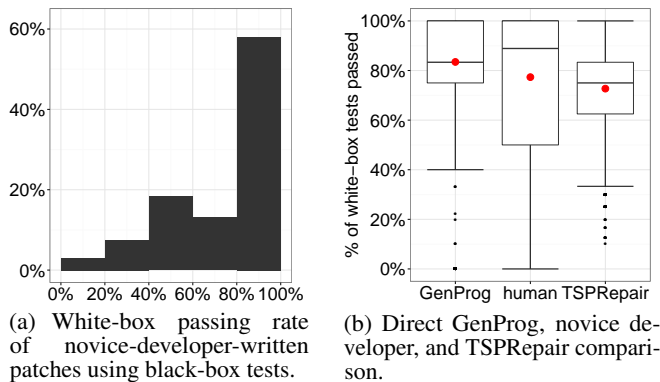 60%
40%
20%
0%
0% 20% 40% 60% 80% 100%
(a) White-box passing rate
of novice-developer-written
patches using black-box tests.
% of white−box tests passed
100%
80%
60%
40%
20%
0%
GenProg human TSPRepair
(b) Direct GenProg, novice de-
veloper, and TSPRepair compari-
son.